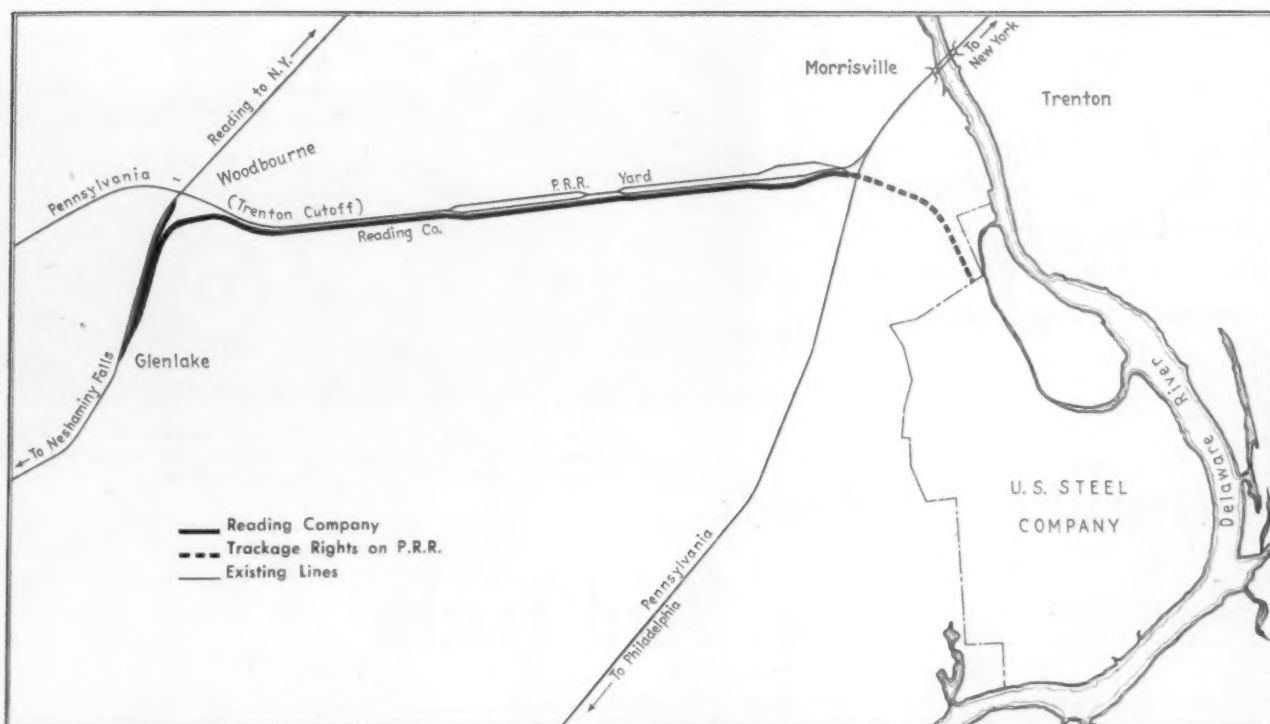 Morrisville
To
New York
Trenton
Reading to N.Y.
Woodbourne
Pennsylvania
(Trenton Cutoff)
P.R.R. Yard
Reading Co.
Glenlake
To Neshaminy Falls
River
Delaware
U.S. STEEL
COMPANY
Reading Company
Trackage Rights on P.R.R.
Existing Lines
Pennsylvania
To Philadelphia